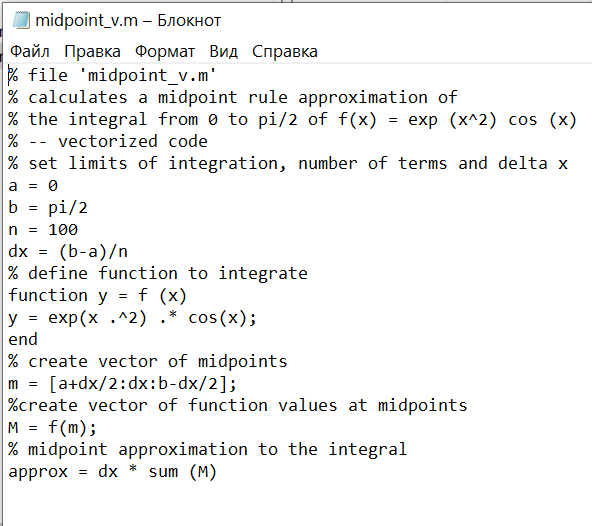 midpoint_v.m – Блокнот
Файл Правка Формат Вид Справка
% file 'midpoint_v.m'
% calculates a midpoint rule approximation of
% the integral from 0 to pi/2 of f(x) = exp (x^2) cos (x)
% -- vectorized code
% set limits of integration, number of terms and delta x
a = 0
b = pi/2
n = 100
dx = (b-a)/n
% define function to integrate
function y = f (x)
y = exp(x .^2) .* cos(x);
end
% create vector of midpoints
m = [a+dx/2:dx:b-dx/2];
%create vector of function values at midpoints
M = f(m);
% midpoint approximation to the integral
approx = dx * sum (M)